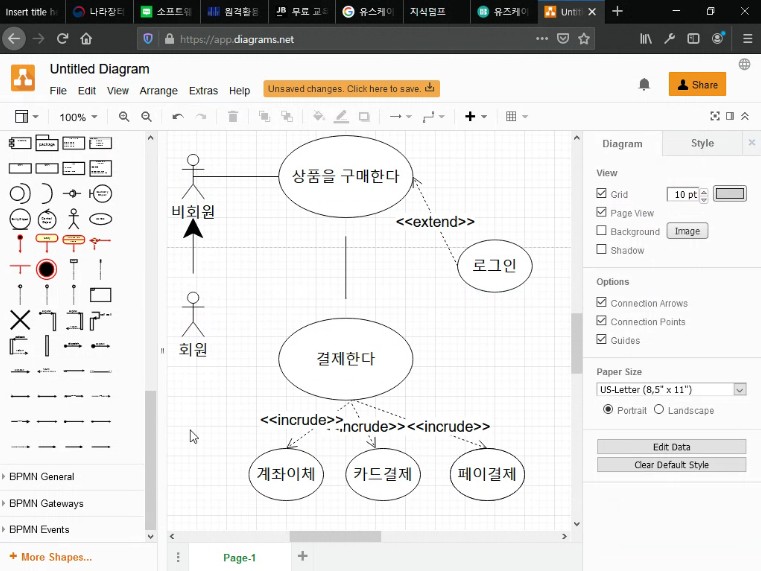 Insert title h
나라장터
소프트웨
원격활용
JB 무료 교육
유스케이
지식덤프
유즈케이
Untit
https://app.diagrams.net
Untitled Diagram
File Edit View Arrange Extras Help
Unsaved changes. Click here to save.
Share
100%
package
BPMN General
BPMN Gateways
BPMN Events
+ More Shapes...
상품을 구매한다
비회원
<<extend>>
로그인
회원
결제한다
<<incrude>>
ncrude>>
<<incrude>>
계좌이체
카드결제
페이결제
Page-1
Diagram
Style
View
Grid
10 pt
Page View
Background
Image
Shadow
Options
Connection Arrows
Connection Points
Guides
Paper Size
US-Letter (8,5" x 11")
Portrait
Landscape
Edit Data
Clear Default Style